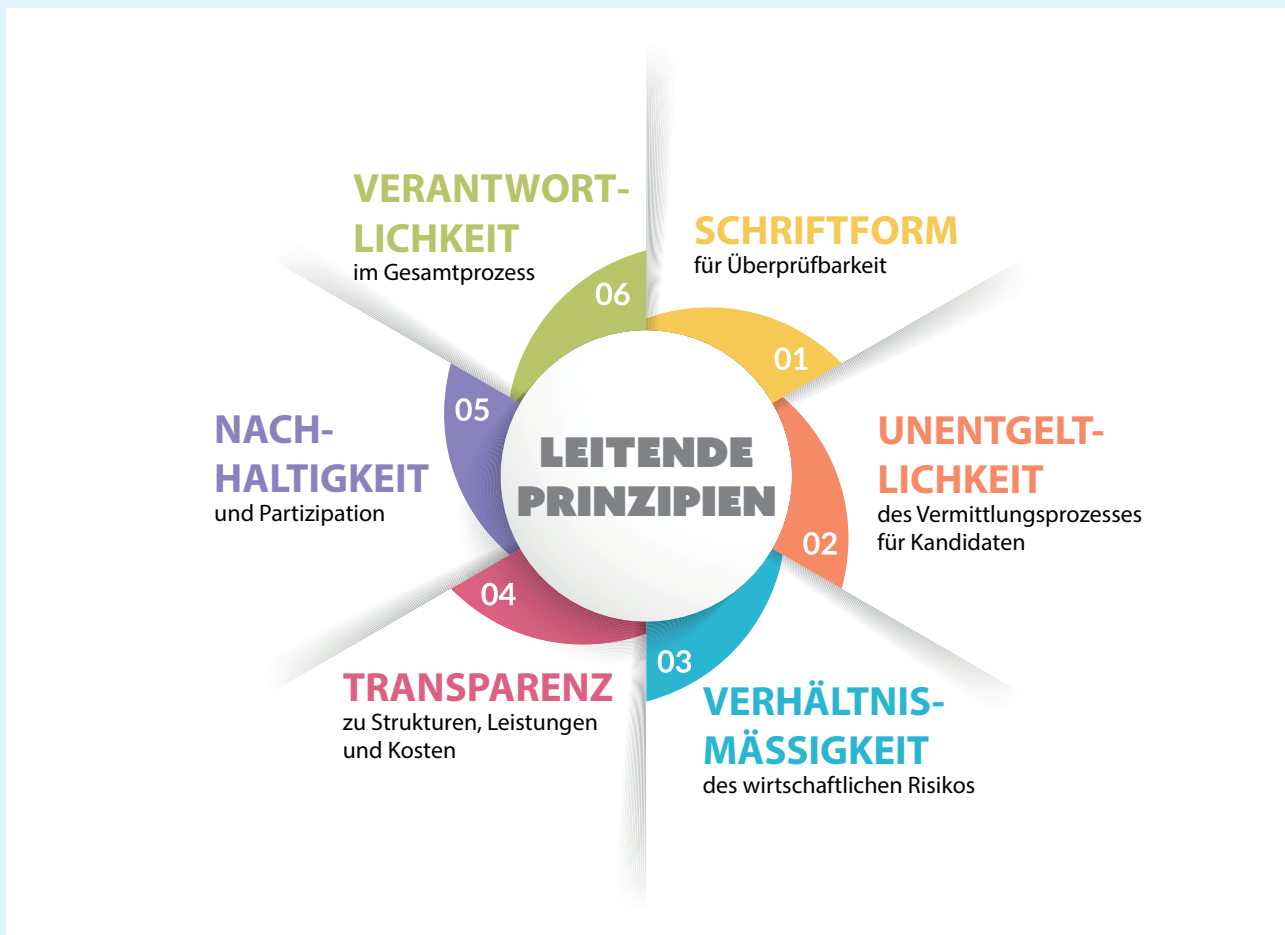 LEITENDE
PRINZIPIEN
01
SCHRIFTFORM
für Überprüfbarkeit
02
UNENTGELT-
LICHKEIT
des Vermittlungsprozesses
für Kandidaten
03
VERHÄLTNIS-
MÄSSIGKEIT
des wirtschaftlichen Risikos
04
TRANSPARENZ
zu Strukturen, Leistungen
und Kosten
05
NACH-
HALTIGKEIT
und Partizipation
06
VERANTWORT-
LICHKEIT
im Gesamtprozess